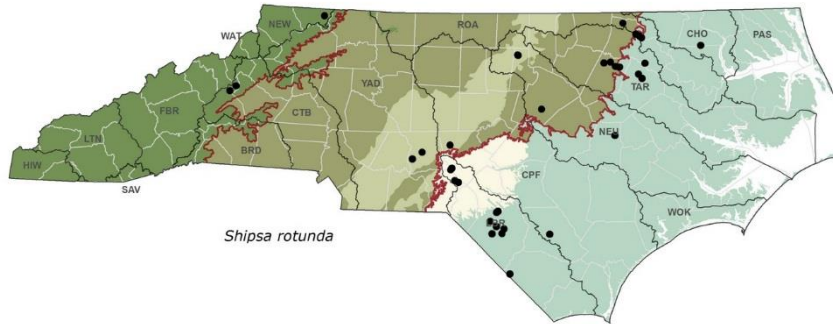 NEW
ROA
WAT
CHO
PAS
YAD
TAR
FBR
CTB
LTN
NEU
BRD
HIW
CPF
SAV
WOK
Shipsa rotunda